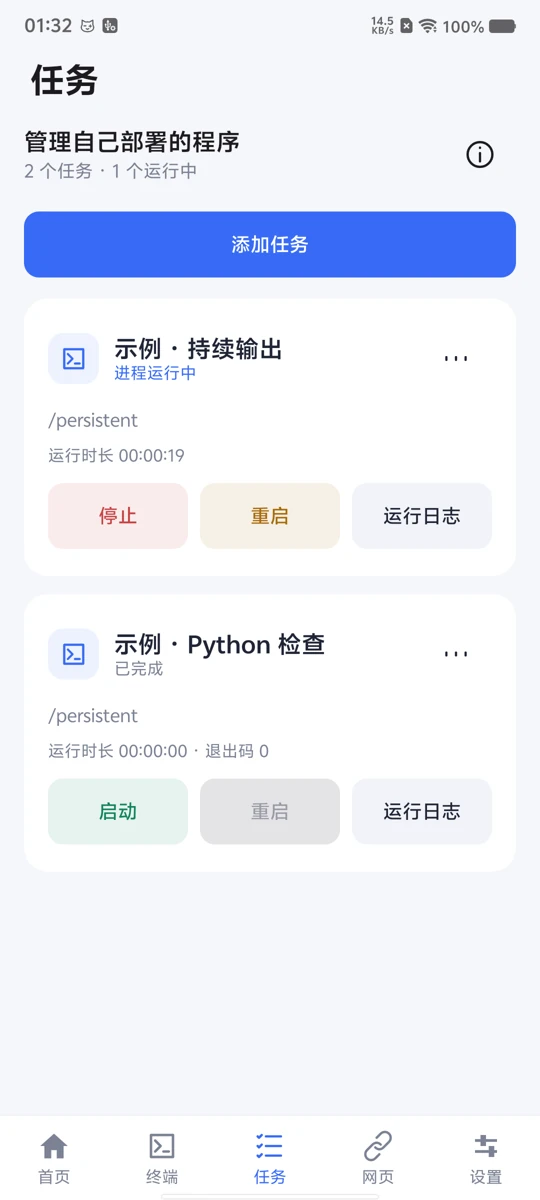 01:32
14.5
KB/s
100%
任务
管理自己部署的程序
2 个任务 · 1 个运行中
添加任务
示例 · 持续输出
进程运行中
/persistent
运行时长 00:00:19
停止
重启
运行日志
示例 · Python 检查
已完成
/persistent
运行时长 00:00:00 · 退出码 0
启动
重启
运行日志
首页
终端
任务
网页
设置